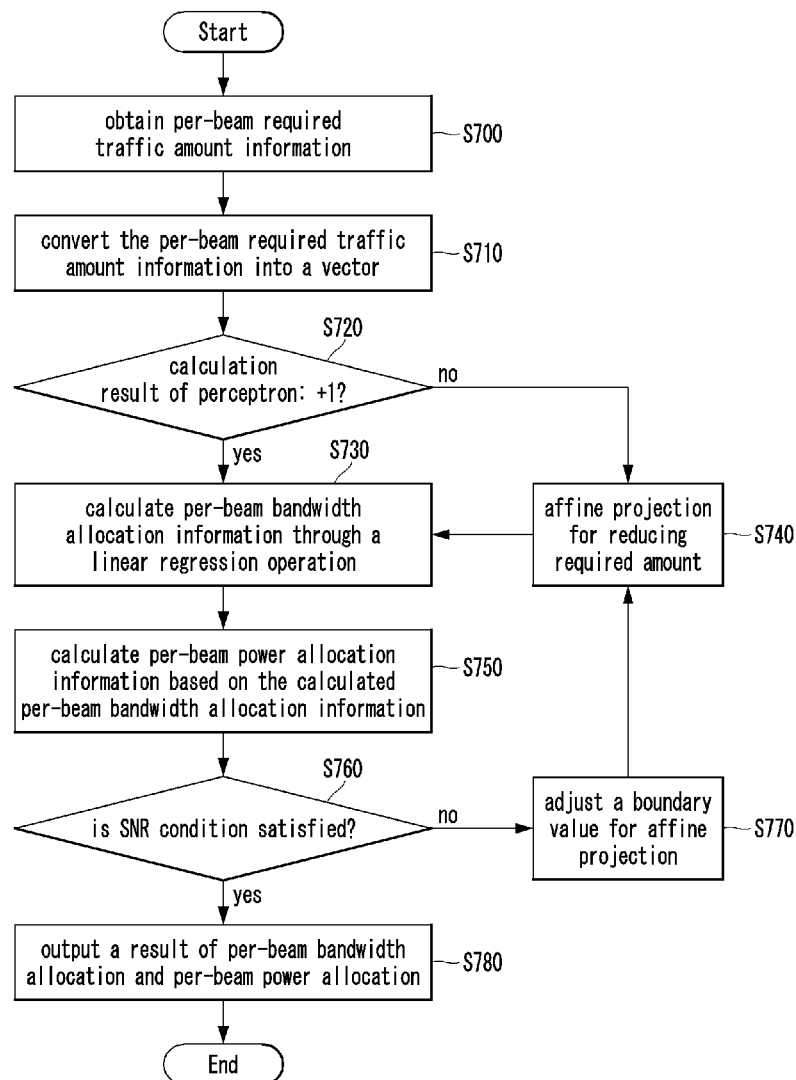 Start
obtain per-beam required
traffic amount information
S700
convert the per-beam required traffic
amount information into a vector
S710
S720
calculation
result of perceptron: +1?
no
yes
S730
calculate per-beam bandwidth
allocation information through a
linear regression operation
affine projection
for reducing
required amount
S740
calculate per-beam power allocation
information based on the calculated
per-beam bandwidth allocation information
S750
S760
is SNR condition satisfied?
no
yes
adjust a boundary
value for affine
projection
S770
output a result of per-beam bandwidth
allocation and per-beam power allocation
S780
End